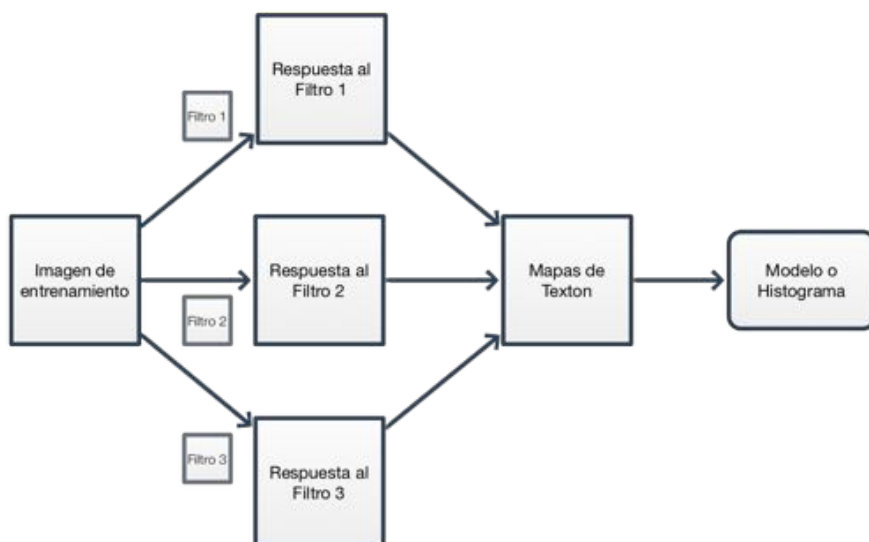 Respuesta al
Filtro 1
Filtro 1
Imagen de
entrenamiento
Respuesta al
Filtro 2
Filtro 2
Mapas de
Texton
Modelo o
Histograma
Respuesta al
Filtro 3
Filtro 3